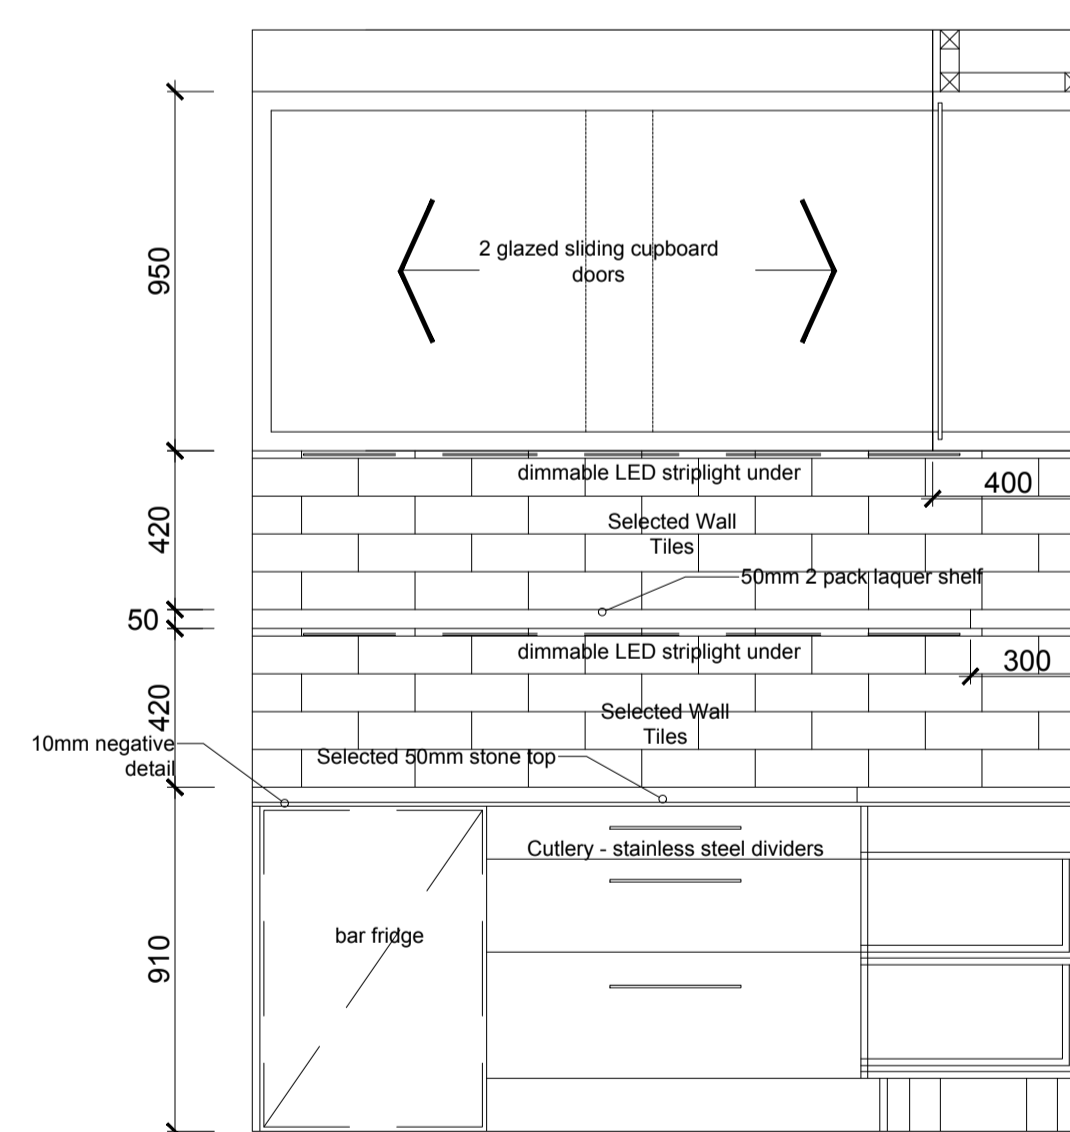 950
2 glazed sliding cupboard
doors
dimmable LED striplight under
400
420
Selected Wall
Tiles
50mm 2 pack laquer shelf
50
dimmable LED striplight under
300
420
Selected Wall
Tiles
10mm negative
detail
Selected 50mm stone top
Cutlery - stainless steel dividers
bar fridge
910